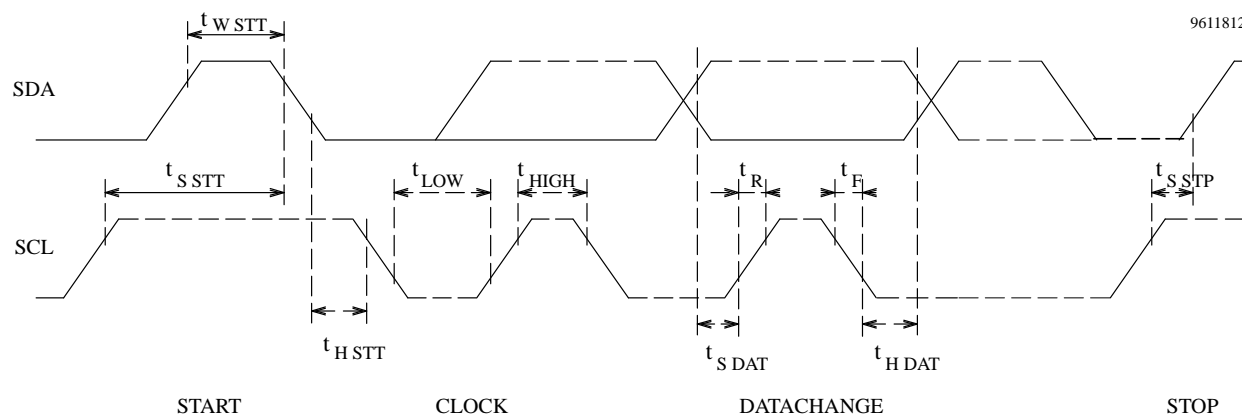 t W STT
9611812
SDA
t S STT
t LOW
t HIGH
t R
t F
t S STP
SCL
t H STT
t S DAT
t H DAT
START
CLOCK
DATACHANGE
STOP